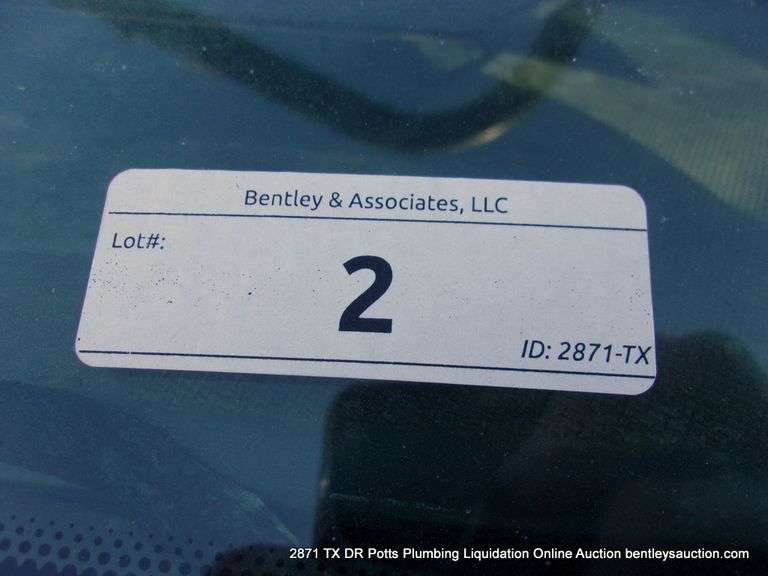 Bentley & Associates, LLC
Lot#:
2
ID: 2871-TX
2871 TX DR Potts Plumbing Liquidation Online Auction bentleysauction.com